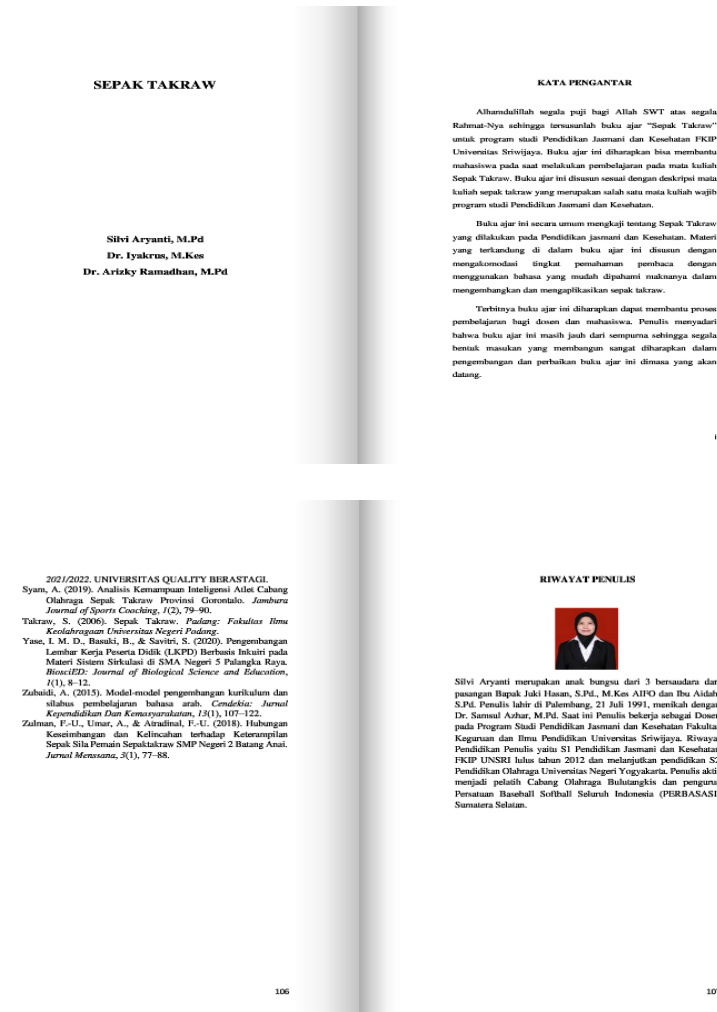 SEPAK TAKRAW
Silvi Aryanti, M.Pd
Dr. Iyakrus, M.Kes
Dr. Arizky Ramadhan, M.Pd
KATA PENGANTAR
Alhamdulillah segala puji bagi Allah SWT atas segala
Rahmat-Nya sehingga tersusunlah buku ajar “Sepak Takraw”
untuk program studi Pendidikan Jasmani dan Kesehatan FKIP
Universitas Sriwijaya. Buku ajar ini diharapkan bisa membantu
mahasiswa pada saat melakukan pembelajaran pada mata kuliah
Sepak Takraw. Buku ajar ini disusun sesuai dengan deskripsi mata
kuliah sepak takraw yang merupakan salah satu mata kuliah wajib
program studi Pendidikan Jasmani dan Kesehatan.
Buku ajar ini secara umum mengkaji tentang Sepak Takraw
yang dilakukan pada Pendidikan jasmani dan Kesehatan. Materi
yang terkandung di dalam buku ajar ini disusun dengan
mengakomodasi tingkat pemahaman pembaca dengan
menggunakan bahasa yang mudah dipahami maknanya dalam
mengembangkan dan mengaplikasikan sepak takraw.
Terbitnya buku ajar ini diharapkan dapat membantu proses
pembelajaran bagi dosen dan mahasiswa. Penulis menyadari
bahwa buku ajar ini masih jauh dari sempurna sehingga segala
bentuk masukan yang membangun sangat diharapkan dalam
pengembangan dan perbaikan buku ajar ini dimasa yang akan
datang.
i
2021/2022. UNIVERSITAS QUALITY BERASTAGI.
Syam, A. (2019). Analisis Kemampuan Inteligensi Atlet Cabang
Olahraga Sepak Takraw Provinsi Gorontalo. Jambura
Journal of Sports Coaching, 1(2), 79–90.
Takraw, S. (2006). Sepak Takraw. Padang: Fakultas Ilmu
Keolahragaan Universitas Negeri Padang.
Yase, I. M. D., Basuki, B., & Savitri, S. (2020). Pengembangan
Lembar Kerja Peserta Didik (LKPD) Berbasis Inkuiri pada
Materi Sistem Sirkulasi di SMA Negeri 5 Palangka Raya.
BiosciED: Journal of Biological Science and Education,
1(1), 8–12.
Zubaidi, A. (2015). Model-model pengembangan kurikulum dan
silabus pembelajaran bahasa arab. Cendekia: Jurnal
Kependidikan Dan Kemasyarakatan, 13(1), 107–122.
Zulman, F.-U., Umar, A., & Atradinal, F.-U. (2018). Hubungan
Keseimbangan dan Kelincahan terhadap Keterampilan
Sepak Sila Pemain Sepaktakraw SMP Negeri 2 Batang Anai.
Jurnal Menssana, 3(1), 77–88.
106
RIWAYAT PENULIS
Silvi Aryanti merupakan anak bungsu dari 3 bersaudara dar
pasangan Bapak Juki Hasan, S.Pd., M.Kes AIFO dan Ibu Aidah
S.Pd. Penulis lahir di Palembang, 21 Juli 1991, menikah dengan
Dr. Samsul Azhar, M.Pd. Saat ini Penulis bekerja sebagai Dosen
pada Program Studi Pendidikan Jasmani dan Kesehatan Fakulta
Keguruan dan Ilmu Pendidikan Universitas Sriwijaya. Riwaya
Pendidikan Penulis yaitu S1 Pendidikan Jasmani dan Kesehatan
FKIP UNSRI lulus tahun 2012 dan melanjutkan pendidikan S2
Pendidikan Olahraga Universitas Negeri Yogyakarta. Penulis akti
menjadi pelatih Cabang Olahraga Bulutangkis dan penguru
Persatuan Baseball Softball Seluruh Indonesia (PERBASASI
Sumatera Selatan.